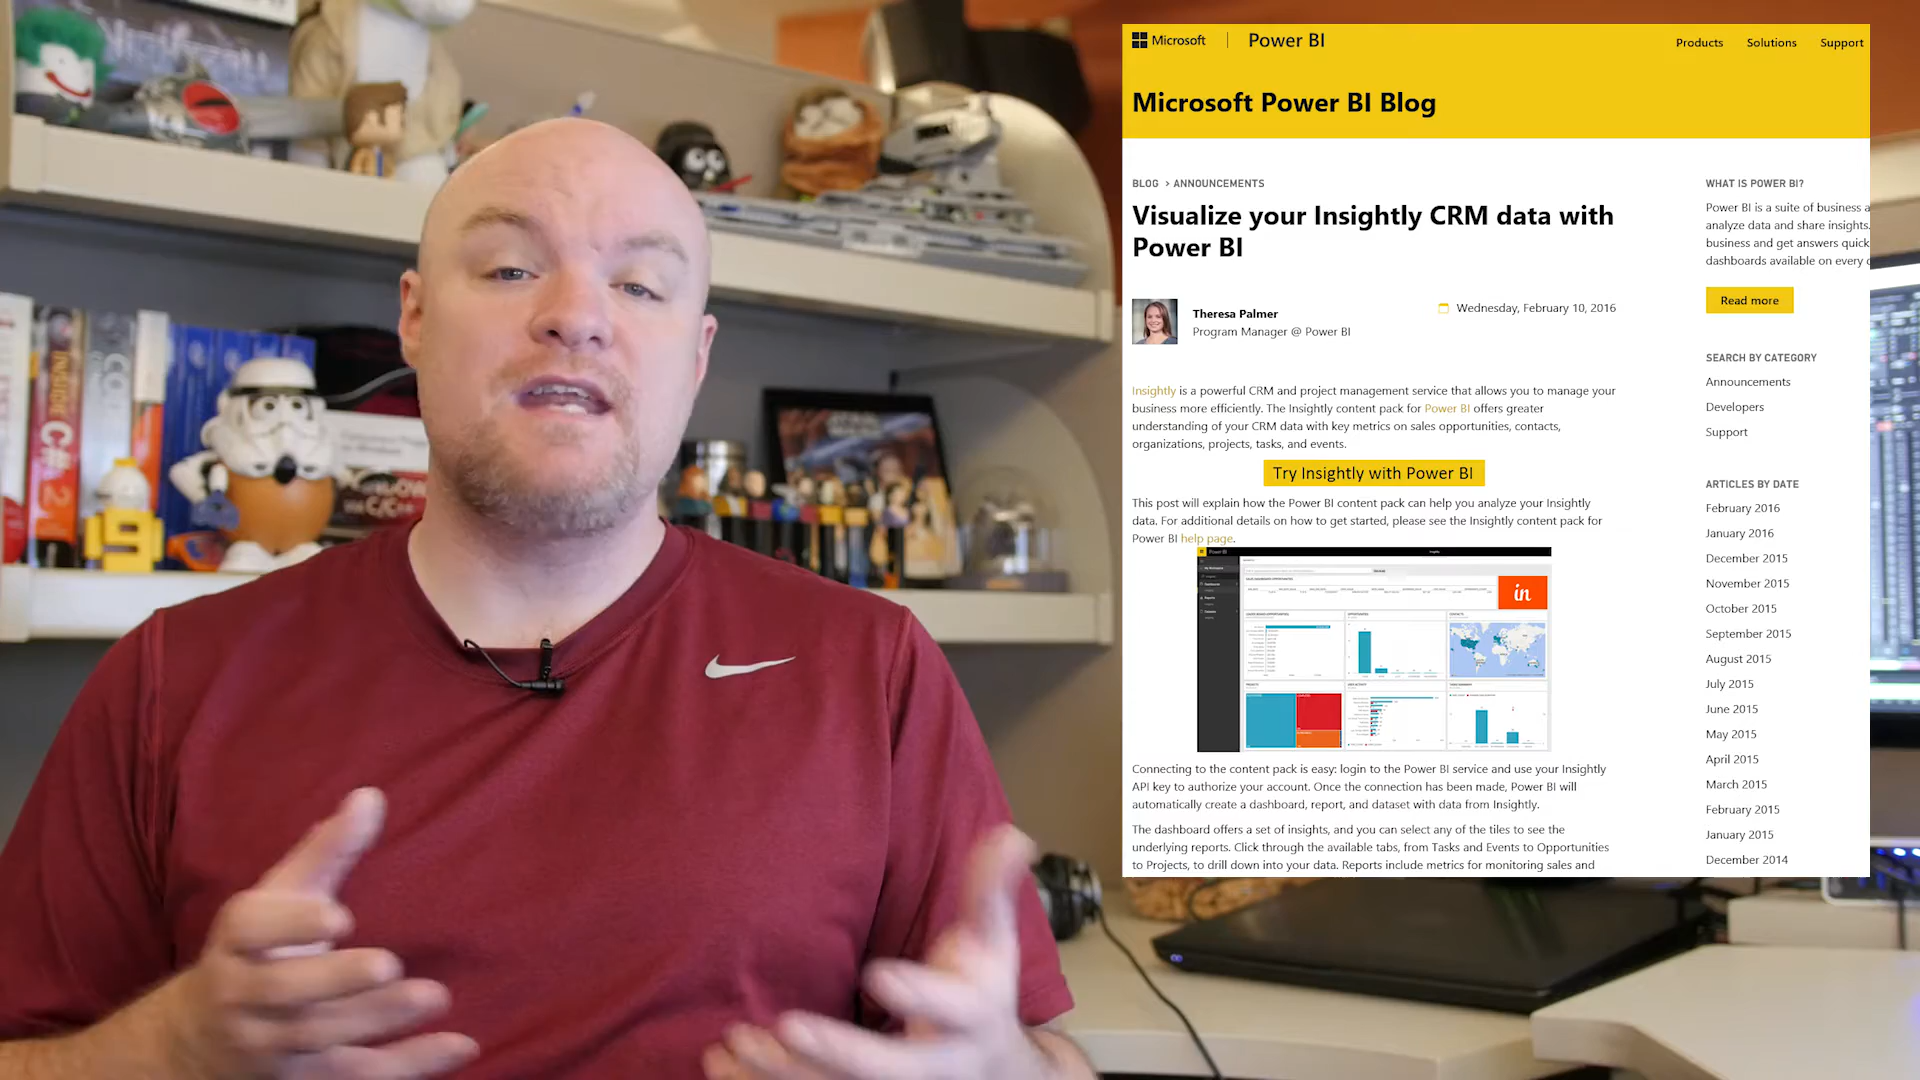 INSIDE
C#
2
C/C++
STAR WARS
Microsoft
Power BI
Products
Solutions
Support
Microsoft Power BI Blog
BLOG > ANNOUNCEMENTS
Visualize your Insightly CRM data with
Power BI
Theresa Palmer
Program Manager @ Power BI
Wednesday, February 10, 2016
Insightly is a powerful CRM and project management service that allows you to manage your
business more efficiently. The Insightly content pack for Power BI offers greater
understanding of your CRM data with key metrics on sales opportunities, contacts,
organizations, projects, tasks, and events.
Try Insightly with Power BI
This post will explain how the Power BI content pack can help you analyze your Insightly
data. For additional details on how to get started, please see the Insightly content pack for
Power BI help page.
Power BI
in
Connecting to the content pack is easy: login to the Power BI service and use your Insightly
API key to authorize your account. Once the connection has been made, Power BI will
automatically create a dashboard, report, and dataset with data from Insightly.
The dashboard offers a set of insights, and you can select any of the tiles to see the
underlying reports. Click through the available tabs, from Tasks and Events to Opportunities
to Projects, to drill down into your data. Reports include metrics for monitoring sales and
WHAT IS POWER BI?
Power BI is a suite of business a
analyze data and share insights.
business and get answers quick
dashboards available on every
Read more
SEARCH BY CATEGORY
Announcements
Developers
Support
ARTICLES BY DATE
February 2016
January 2016
December 2015
November 2015
October 2015
September 2015
August 2015
July 2015
June 2015
May 2015
April 2015
March 2015
February 2015
January 2015
December 2014